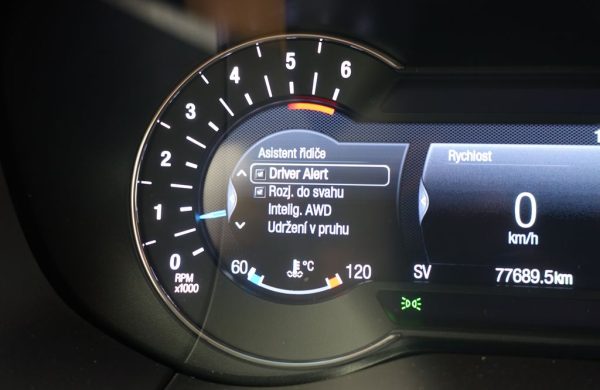 6
5
4
3
2
1
0
RPM
x1000
Asistent řidiče
Driver Alert
Rozj. do svahu
Intelig. AWD
Udržení v pruhu
60 °C 120
Rychlost
0
km/h
SV 77689.5km